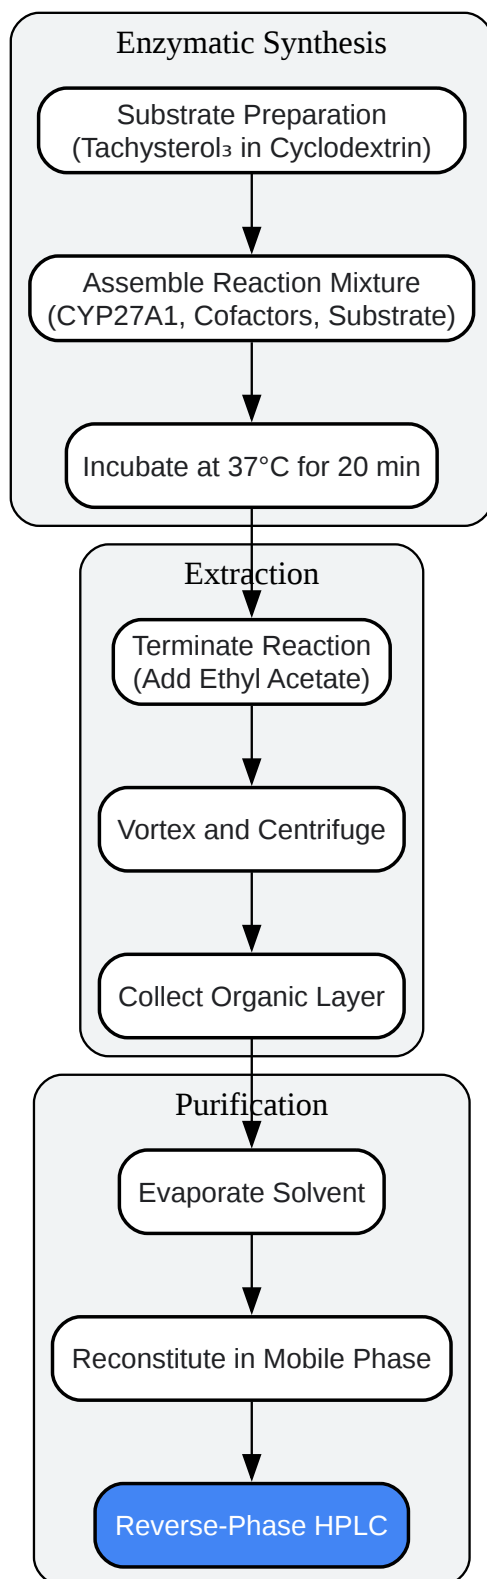 Enzymatic Synthesis
Substrate Preparation
(Tachysterol₃ in Cyclodextrin)
Assemble Reaction Mixture
(CYP27A1, Cofactors, Substrate)
Incubate at 37°C for 20 min
Extraction
Terminate Reaction
(Add Ethyl Acetate)
Vortex and Centrifuge
Collect Organic Layer
Purification
Evaporate Solvent
Reconstitute in Mobile Phase
Reverse-Phase HPLC